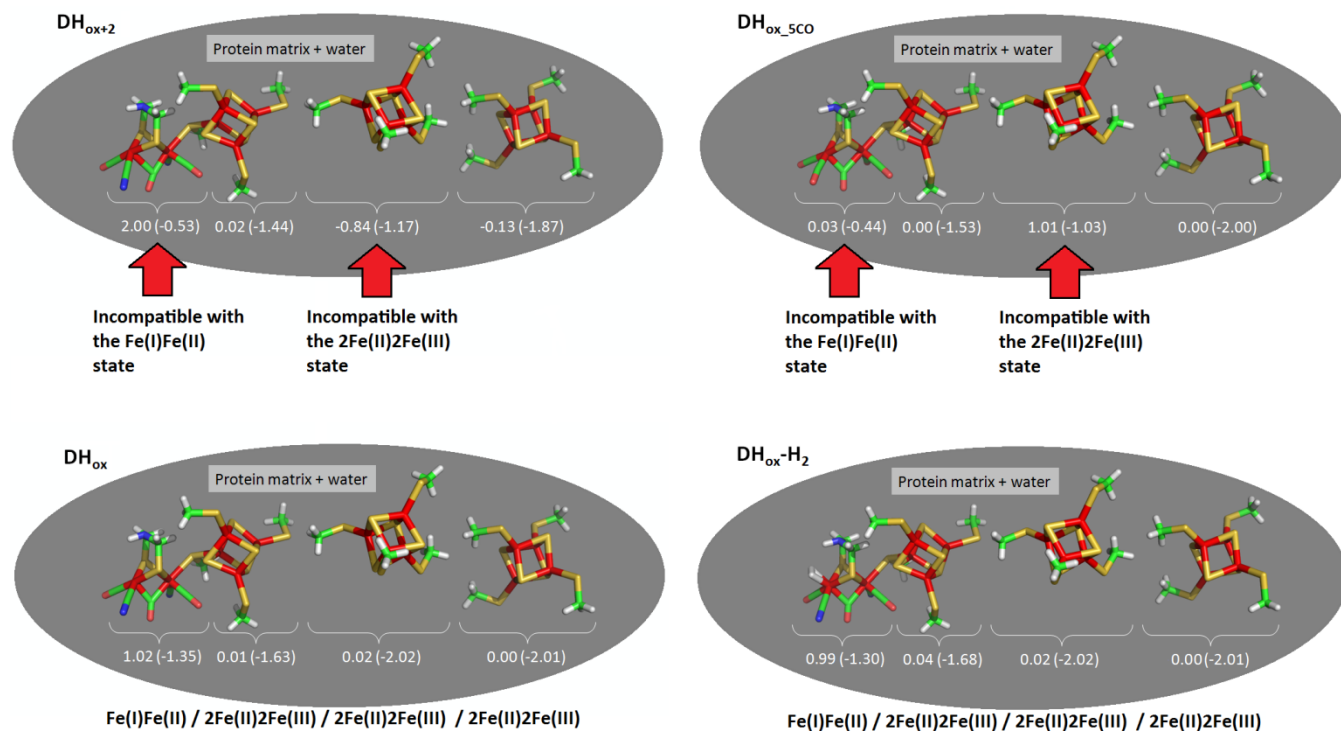 DHox+2
Protein matrix + water
2.00 (-0.53) 0.02 (-1.44) -0.84 (-1.17) -0.13 (-1.87)
Incompatible with
the Fe(I)Fe(II)
state
Incompatible with
the 2Fe(II)2Fe(III)
state
DHox_5CO
Protein matrix + water
0.03 (-0.44) 0.00 (-1.53) 1.01 (-1.03) 0.00 (-2.00)
Incompatible with
the Fe(I)Fe(II)
state
Incompatible with
the 2Fe(II)2Fe(III)
state
DHox
Protein matrix + water
1.02 (-1.35) 0.01 (-1.63) 0.02 (-2.02) 0.00 (-2.01)
Fe(I)Fe(II) / 2Fe(II)2Fe(III) / 2Fe(II)2Fe(III) / 2Fe(II)2Fe(III)
DHox-H2
Protein matrix + water
0.99 (-1.30) 0.04 (-1.68) 0.02 (-2.02) 0.00 (-2.01)
Fe(I)Fe(II) / 2Fe(II)2Fe(III) / 2Fe(II)2Fe(III) / 2Fe(II)2Fe(III)